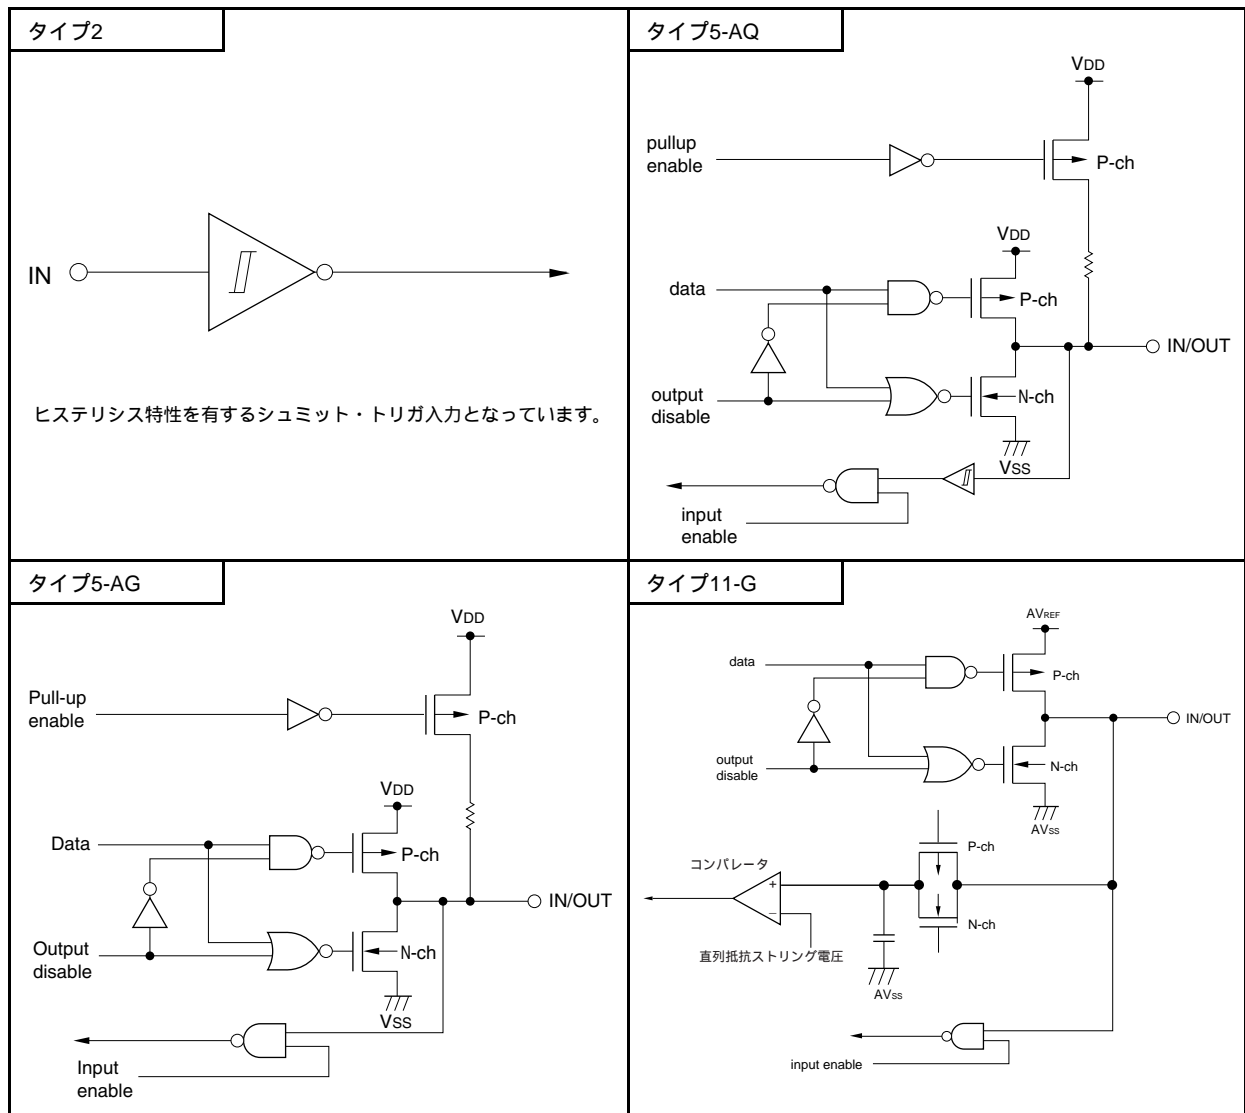 タイプ2
IN
ヒステリシス特性を有するシュミット・トリガ入力となっています。
タイプ5-AQ
VDD
pullup
enable
P-ch
VDD
data
P-ch
IN/OUT
output
disable
N-ch
VSS
input
enable
タイプ5-AG
VDD
Pull-up
enable
P-ch
VDD
Data
P-ch
IN/OUT
Output
disable
N-ch
VSS
Input
enable
タイプ11-G
AVREF
data
P-ch
IN/OUT
output
disable
N-ch
AVSS
P-ch
コンパレータ
+
−
N-ch
直列抵抗ストリング電圧
AVSS
input enable